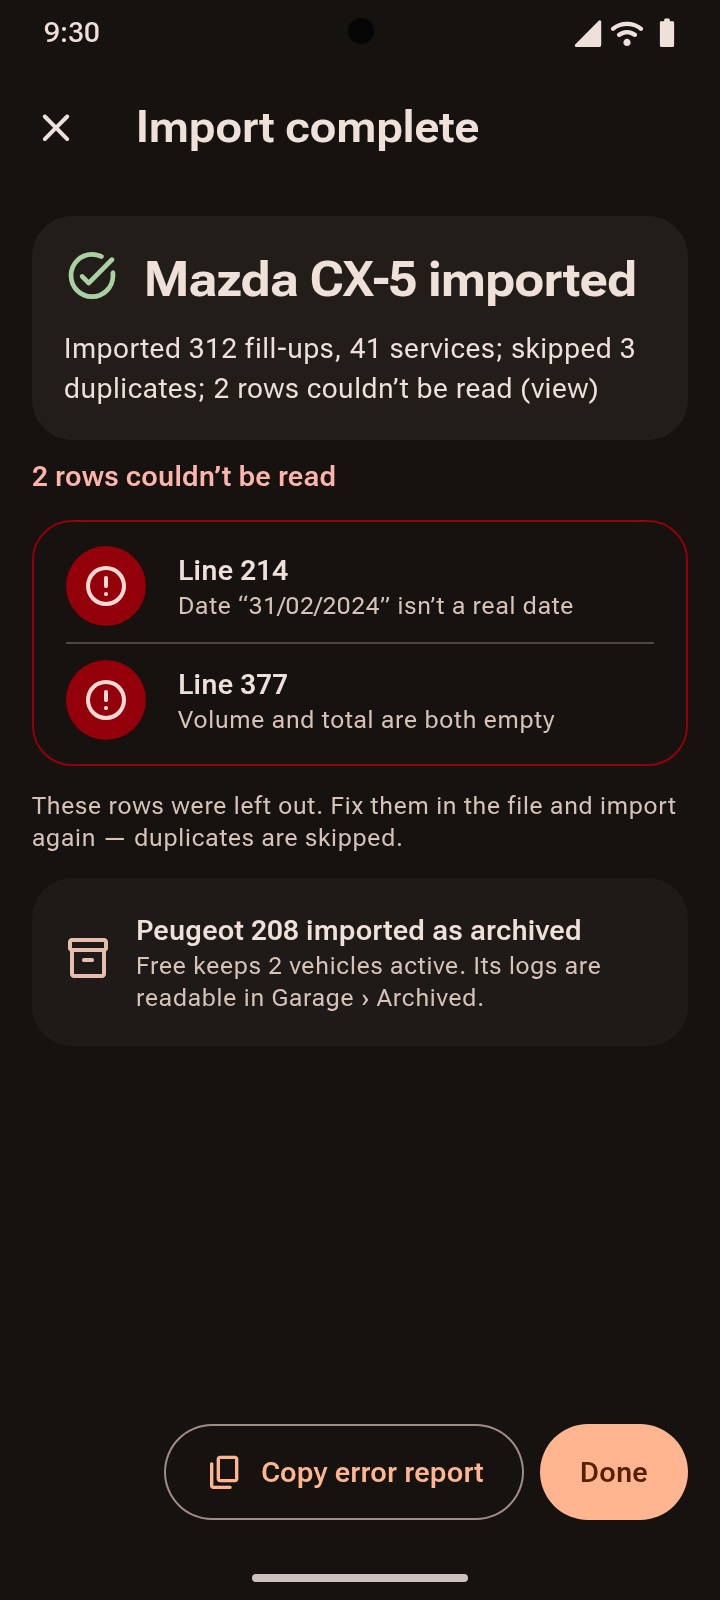 9:30
Import complete
Mazda CX-5 imported
Imported 312 fill-ups, 41 services; skipped 3
duplicates; 2 rows couldn’t be read (view)
2 rows couldn’t be read
Line 214
Date “31/02/2024” isn’t a real date
Line 377
Volume and total are both empty
These rows were left out. Fix them in the file and import
again — duplicates are skipped.
Peugeot 208 imported as archived
Free keeps 2 vehicles active. Its logs are
readable in Garage › Archived.
Copy error report
Done